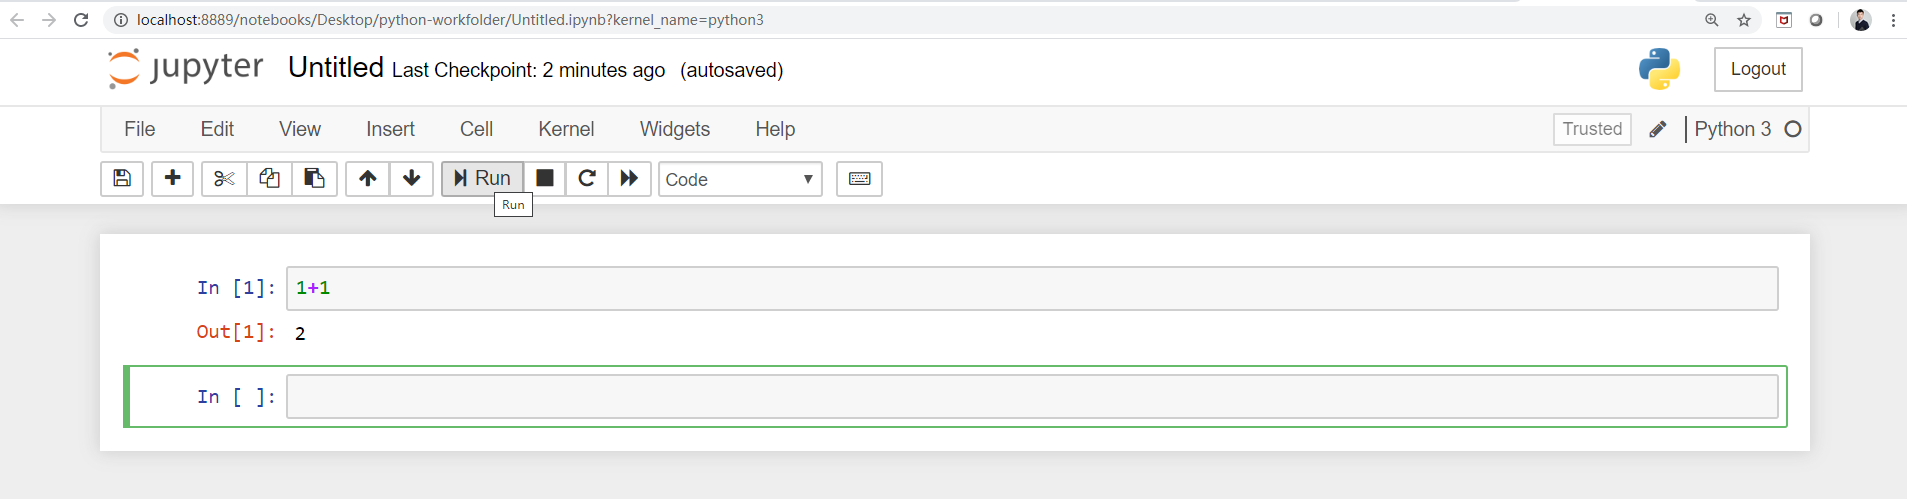 localhost:8889/notebooks/Desktop/python-workfolder/Untitled.ipynb?kernel_name=python3
jupyter Untitled Last Checkpoint: 2 minutes ago (autosaved) Logout
File Edit View Insert Cell Kernel Widgets Help Trusted Python 3
Run Code
Run
In [1]: 1+1
Out[1]: 2
In [ ]: